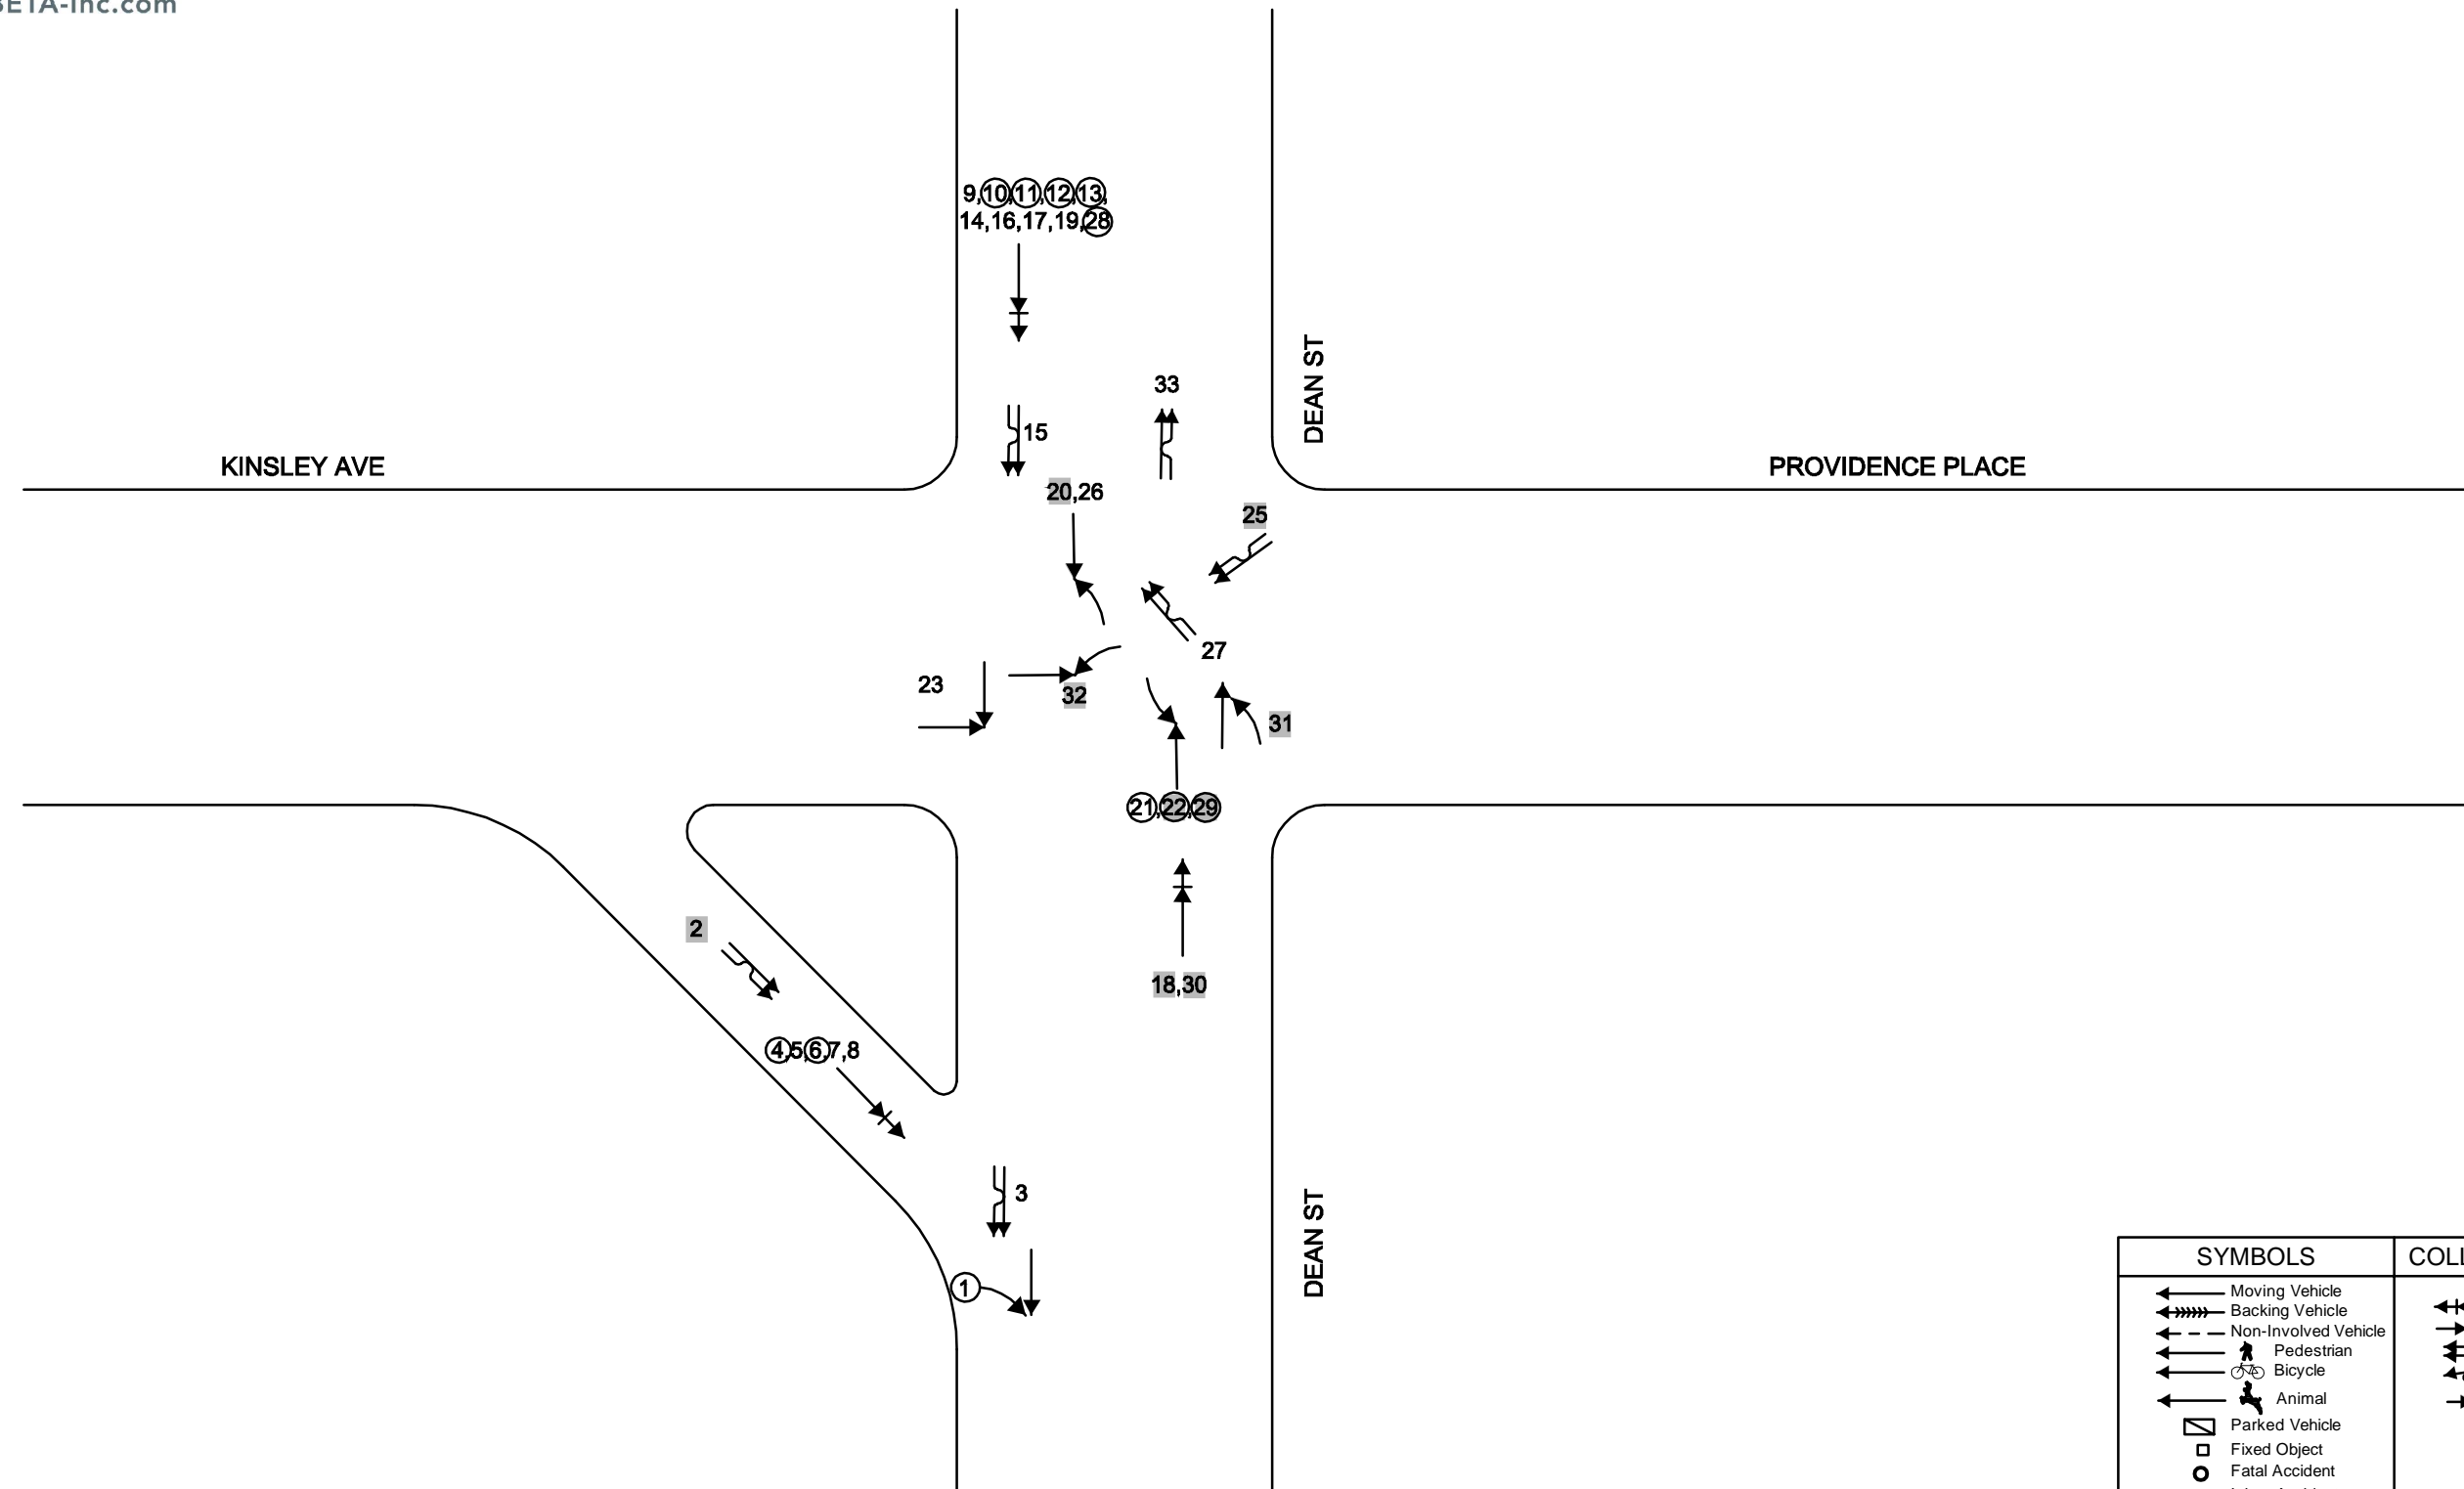 BETA-Inc.com
9,10,11,12,13,
14,16,17,19,28
DEAN ST
33
15
KINSLEY AVE
PROVIDENCE PLACE
20,26
25
27
23
32
31
21,22,29
2
18,30
4,5,6,7,8
3
DEAN ST
1
SYMBOLS
Moving Vehicle
Backing Vehicle
Non-Involved Vehicle
Pedestrian
Bicycle
Animal
Parked Vehicle
Fixed Object
Fatal Accident